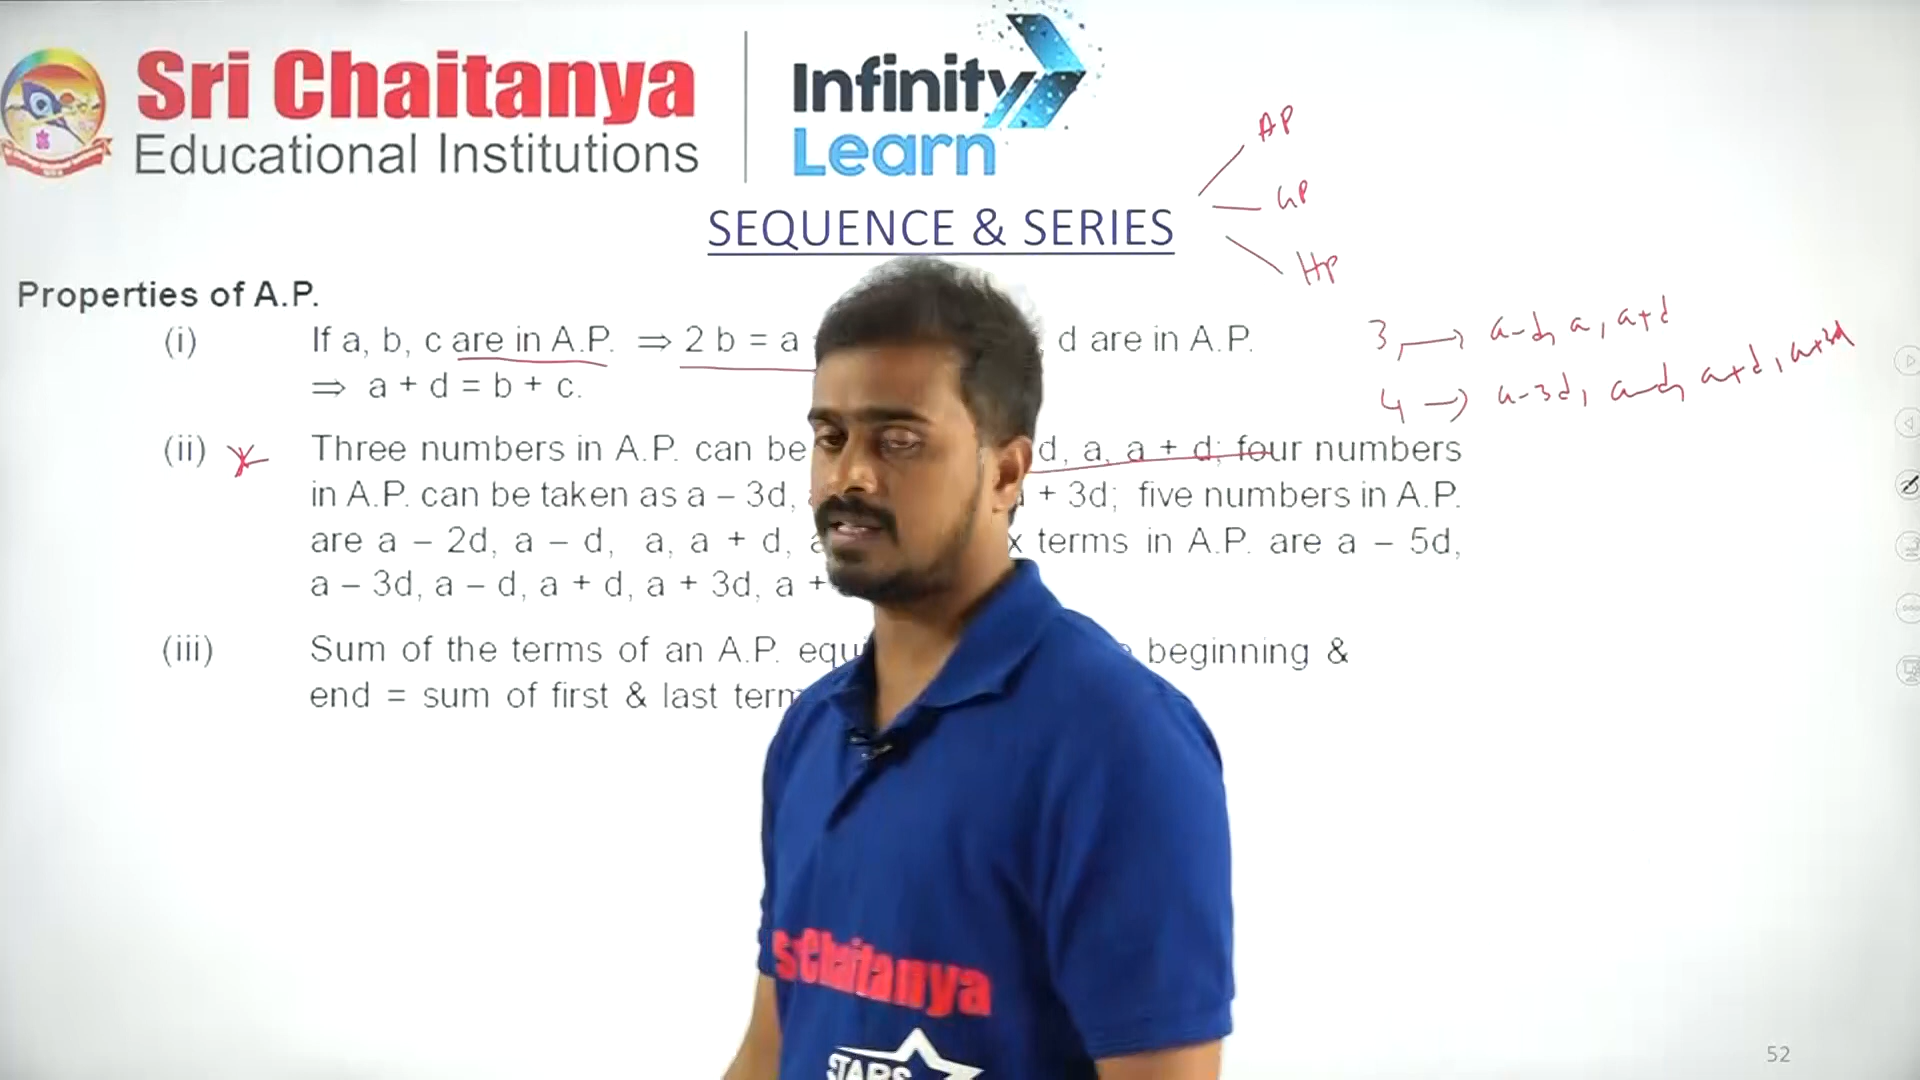 Sri Chaitanya
Educational Institutions
Infinity
Learn
SEQUENCE & SERIES
AP
GP
HP
Properties of A.P.
(i) If a, b, c are in A.P. ⇒ 2 b = a d are in A.P.
⇒ a + d = b + c.
3, → a-d, a, a+d
4 → a-3d, a-d, a+d, a+3d
(ii) Three numbers in A.P. can be d, a, a + d; four numbers
in A.P. can be taken as a – 3d, + 3d; five numbers in A.P.
are a – 2d, a – d, a, a + d, x terms in A.P. are a – 5d,
a – 3d, a – d, a + d, a + 3d, a +
(iii) Sum of the terms of an A.P. equi beginning &
end = sum of first & last term
Sri Chaitanya
STARS
52